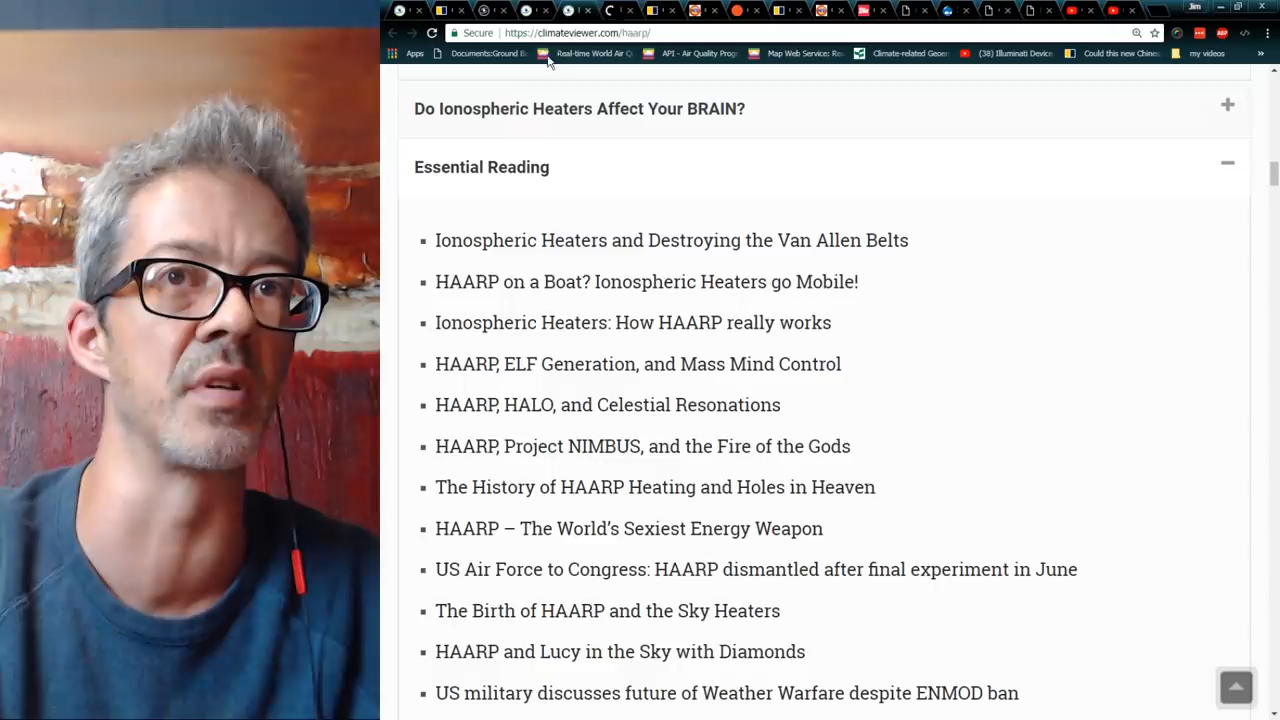 Jim
Secure https://climateviewer.com/haarp/
Apps Documents:Ground Real-time World Air API - Air Quality Prog Map Web Service: Re Climate-related Geoen (38) Illuminati Device Could this new Chines my videos »
Do Ionospheric Heaters Affect Your BRAIN?
Essential Reading
Ionospheric Heaters and Destroying the Van Allen Belts
HAARP on a Boat? Ionospheric Heaters go Mobile!
Ionospheric Heaters: How HAARP really works
HAARP, ELF Generation, and Mass Mind Control
HAARP, HALO, and Celestial Resonations
HAARP, Project NIMBUS, and the Fire of the Gods
The History of HAARP Heating and Holes in Heaven
HAARP – The World’s Sexiest Energy Weapon
US Air Force to Congress: HAARP dismantled after final experiment in June
The Birth of HAARP and the Sky Heaters
HAARP and Lucy in the Sky with Diamonds
US military discusses future of Weather Warfare despite ENMOD ban